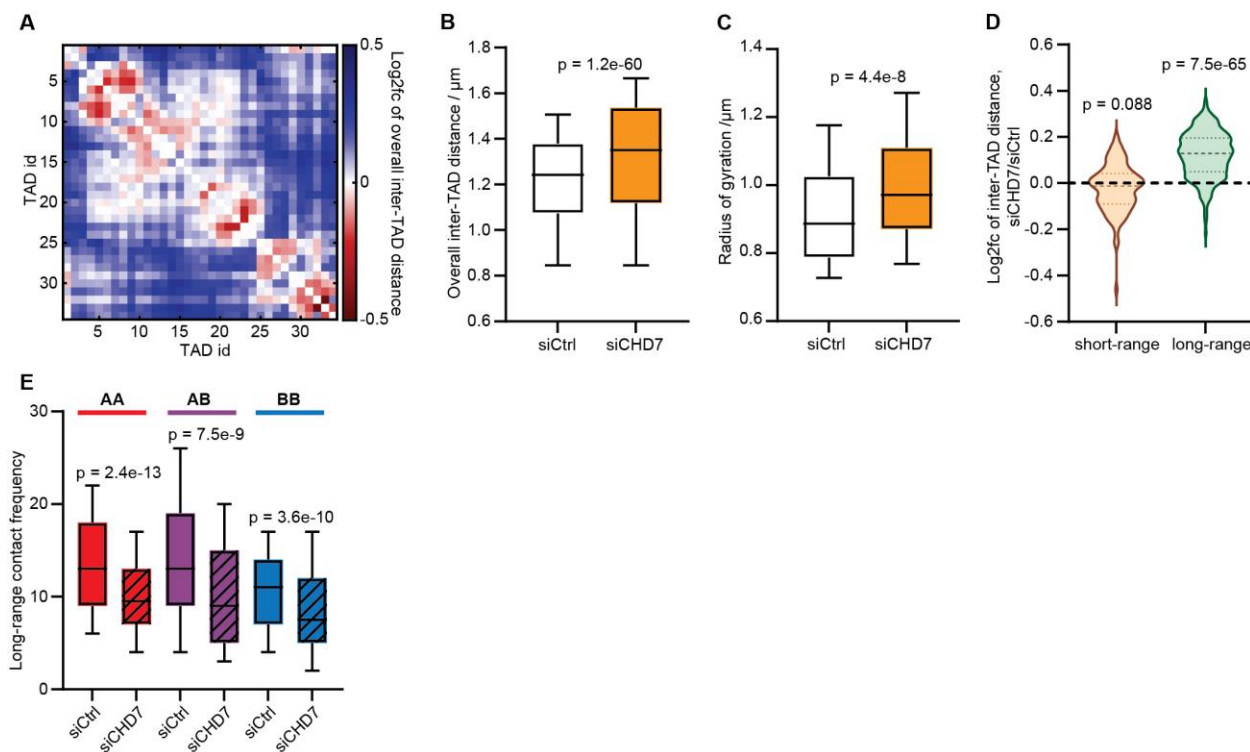 A
TAD id
5
10
15
20
25
30
5
10
15
20
25
30
TAD id
0.5
0
-0.5
Log2fc of overall inter-TAD distance
B
Overall inter-TAD distance / μm
1.8
1.6
1.4
1.2
1.0
0.8
0.6
p = 1.2e-60
siCtrl
siCHD7
C
Radius of gyration /μm
1.4
1.2
1.0
0.8
0.6
p = 4.4e-8
siCtrl
siCHD7
D
Log2fc of inter-TAD distance,
siCHD7/siCtrl
0.6
0.4
0.2
0.0
-0.2
-0.4
-0.6
p = 0.088
p = 7.5e-65
short-range
long-range
E
Long-range contact frequency
30
20
10
0
AA
AB
BB
p = 2.4e-13
p = 7.5e-9
p = 3.6e-10
siCtrl
siCHD7
siCtrl
siCHD7
siCtrl
siCHD7